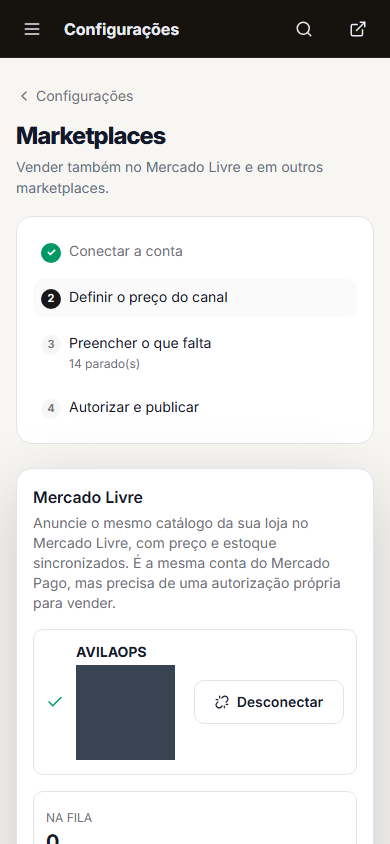 Configurações
Configurações
Marketplaces
Vender também no Mercado Livre e em outros
marketplaces.
Conectar a conta
2 Definir o preço do canal
3 Preencher o que falta
14 parado(s)
4 Autorizar e publicar
Mercado Livre
Anuncie o mesmo catálogo da sua loja no
Mercado Livre, com preço e estoque
sincronizados. É a mesma conta do Mercado
Pago, mas precisa de uma autorização própria
para vender.
AVILAOPS
Desconectar
NA FILA
0